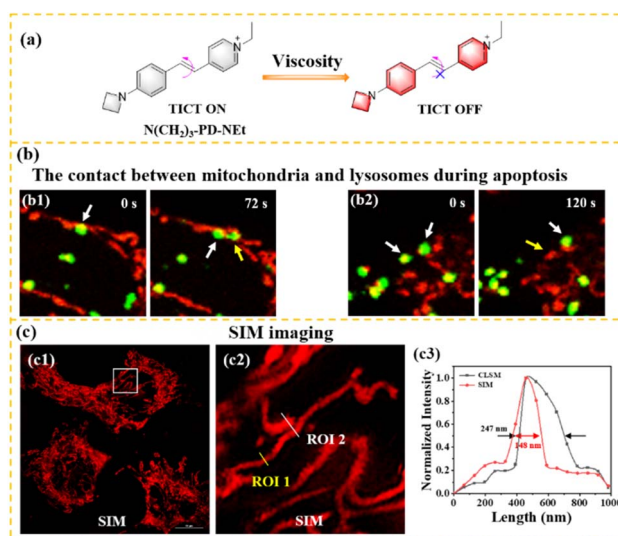 (a)
N
N
+
Viscosity
N
N
+
TICT ON
N(CH₂)₃-PD-NEt
TICT OFF
(b)
The contact between mitochondria and lysosomes during apoptosis
(b1) 0 s
72 s
(b2) 0 s
120 s
(c)
SIM imaging
(c1)
SIM
(c2)
ROI 2
ROI 1
SIM
(c3)
CLSM
SIM
247 nm
148 nm
Normalized Intensity
1.0
0.8
0.6
0.4
0.2
0.0
0 200 400 600 800 1000
Length (nm)